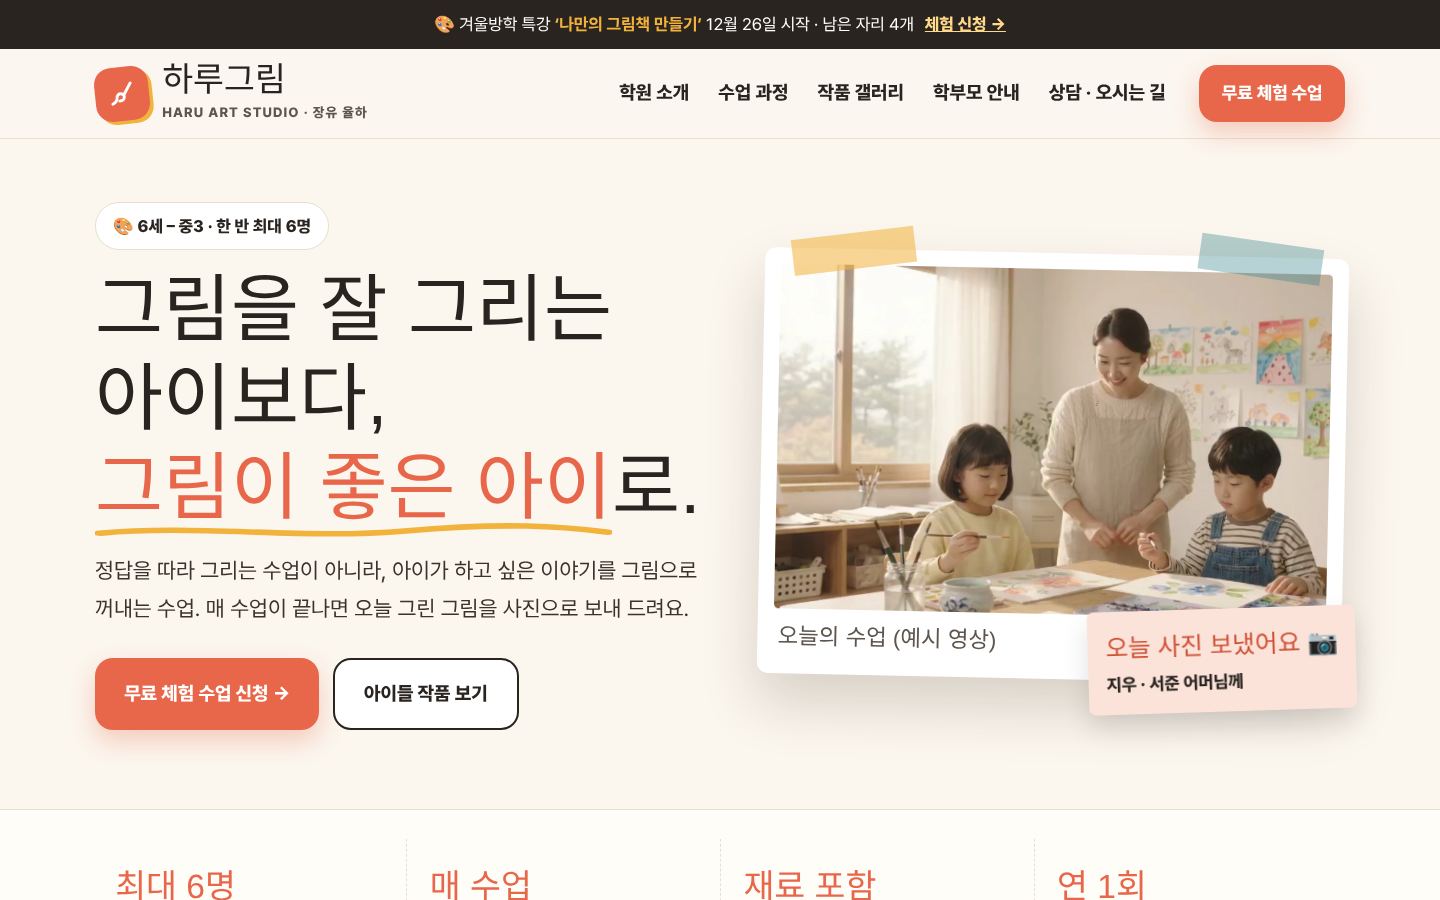 🎨 겨울방학 특강 ‘나만의 그림책 만들기’ 12월 26일 시작 · 남은 자리 4개 체험 신청 →
하루그림
HARU ART STUDIO · 장유 율하
학원 소개 수업 과정 작품 갤러리 학부모 안내 상담 · 오시는 길 무료 체험 수업
🎨 6세 – 중3 · 한 반 최대 6명
그림을 잘 그리는
아이보다,
그림이 좋은 아이로.
정답을 따라 그리는 수업이 아니라, 아이가 하고 싶은 이야기를 그림으로
꺼내는 수업. 매 수업이 끝나면 오늘 그린 그림을 사진으로 보내 드려요.
무료 체험 수업 신청 → 아이들 작품 보기
오늘의 수업 (예시 영상)
오늘 사진 보냈어요 📷
지우 · 서준 어머님께
최대 6명 매 수업 재료 포함 연 1회